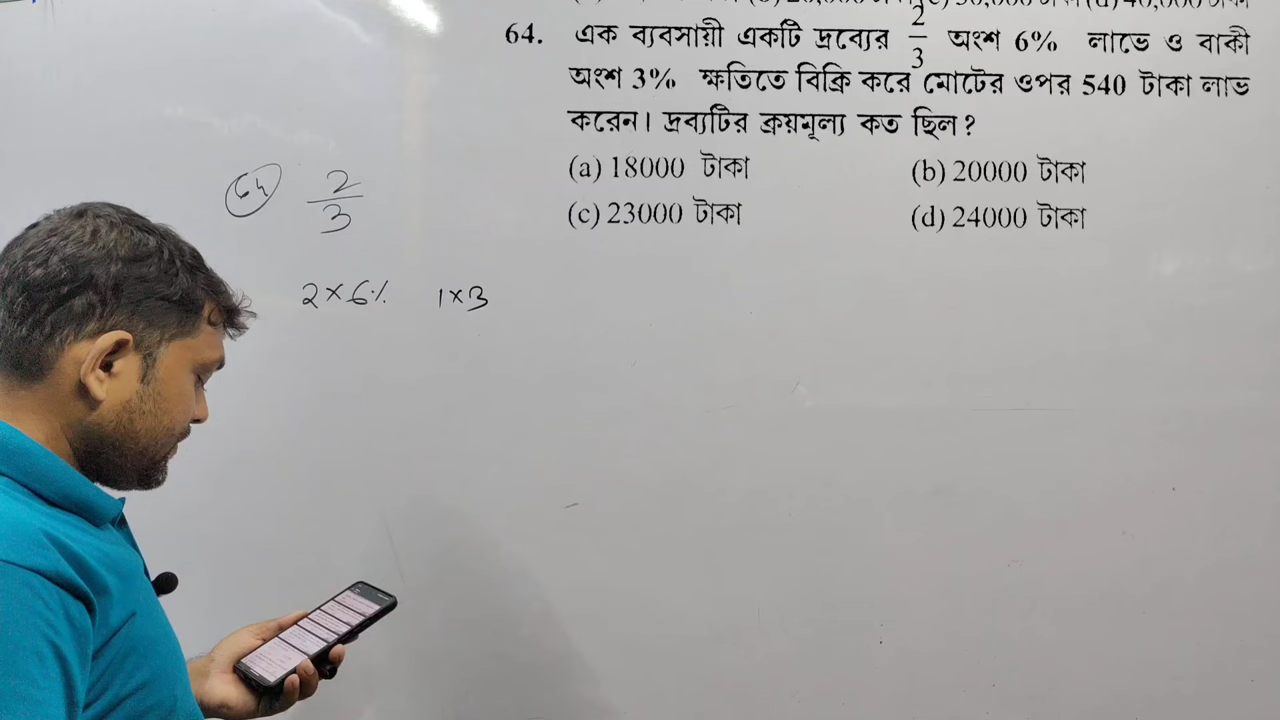 64. এক ব্যবসায়ী একটি দ্রব্যের 2/3 অংশ 6% লাভে ও বাকী
অংশ 3% ক্ষতিতে বিক্রি করে মোটের ওপর 540 টাকা লাভ
করেন। দ্রব্যটির ক্রয়মূল্য কত ছিল?
(a) 18000 টাকা (b) 20000 টাকা
(c) 23000 টাকা (d) 24000 টাকা
64 2/3
2×6% 1×3